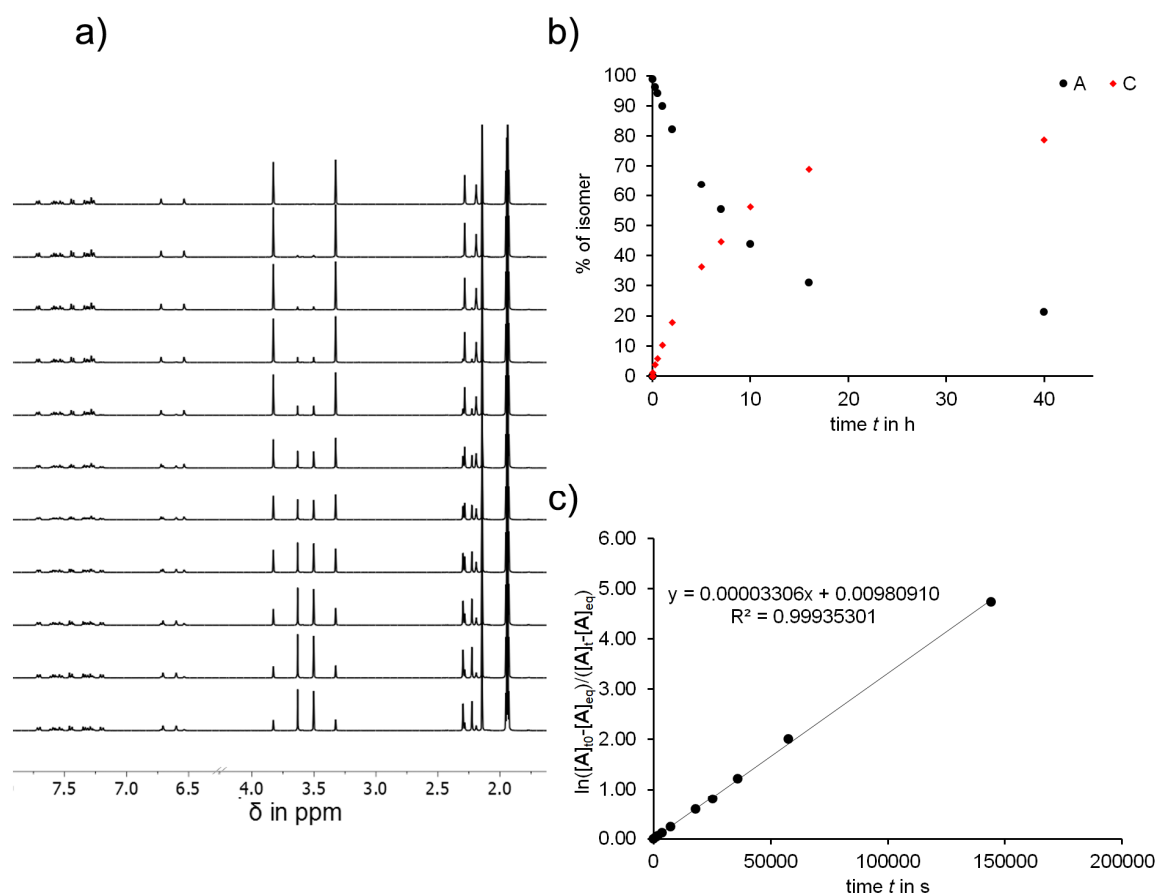 a)
7.5 7.0 6.5 4.0 3.5 3.0 2.5 2.0
δ in ppm
b)
100
90
80
70
60
50
40
30
20
10
0
% of isomer
A C
0 10 20 30 40
time t in h
c)
6.00
5.00
4.00
3.00
2.00
1.00
0.00
ln([A]t0-[A]eq)/([A]t-[A]eq)
y = 0.00003306x + 0.00980910
R² = 0.99935301
0 50000 100000 150000 200000
time t in s